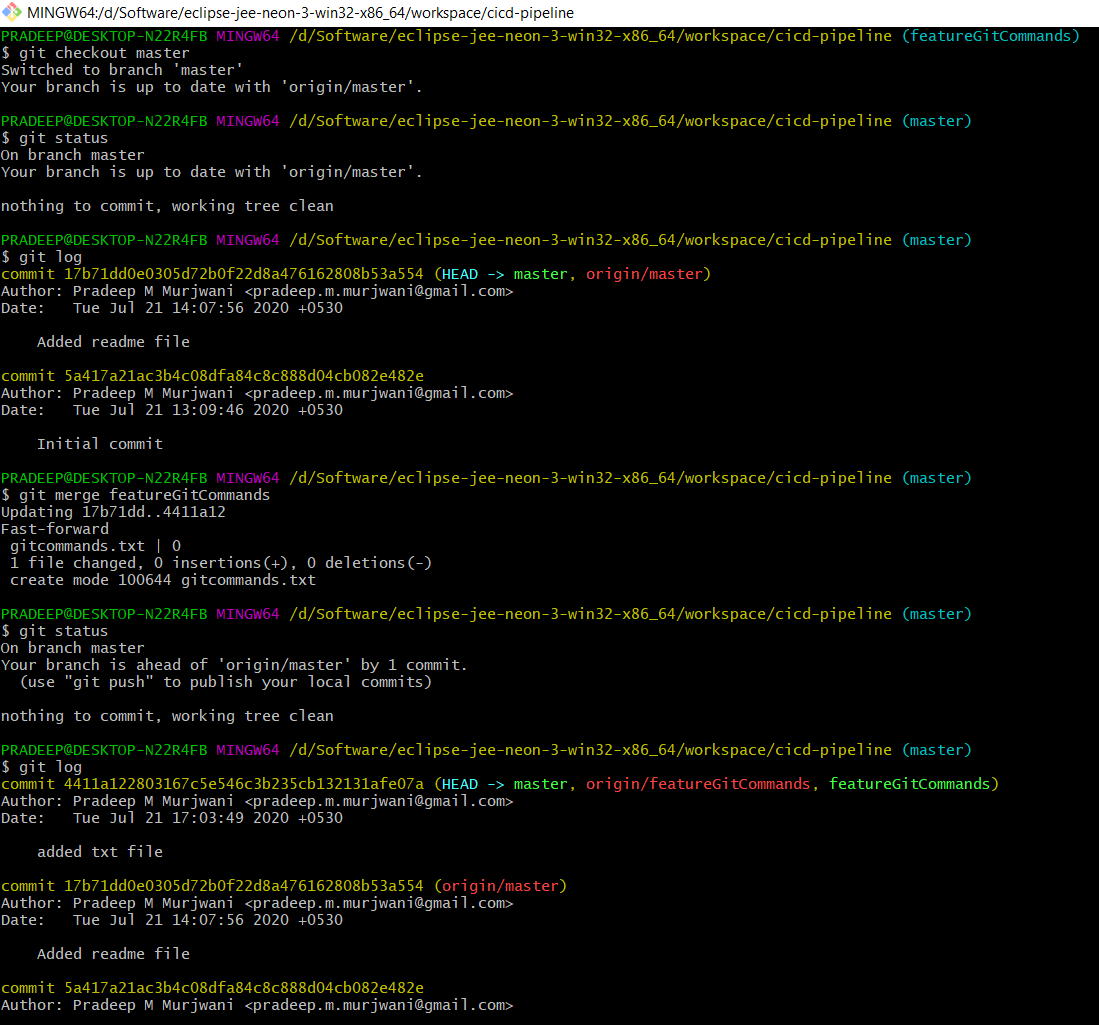 MINGW64:/d/Software/eclipse-jee-neon-3-win32-x86_64/workspace/cicd-pipeline
PRADEEP@DESKTOP-N22R4FB MINGW64 /d/Software/eclipse-jee-neon-3-win32-x86_64/workspace/cicd-pipeline (featureGitCommands)
$ git checkout master
Switched to branch 'master'
Your branch is up to date with 'origin/master'.
PRADEEP@DESKTOP-N22R4FB MINGW64 /d/Software/eclipse-jee-neon-3-win32-x86_64/workspace/cicd-pipeline (master)
$ git status
On branch master
Your branch is up to date with 'origin/master'.
nothing to commit, working tree clean
PRADEEP@DESKTOP-N22R4FB MINGW64 /d/Software/eclipse-jee-neon-3-win32-x86_64/workspace/cicd-pipeline (master)
$ git log
commit 17b71dd0e0305d72b0f22d8a476162808b53a554 (HEAD -> master, origin/master)
Author: Pradeep M Murjwani <pradeep.m.murjwani@gmail.com>
Date:   Tue Jul 21 14:07:56 2020 +0530
    Added readme file
commit 5a417a21ac3b4c08dfa84c8c888d04cb082e482e
Author: Pradeep M Murjwani <pradeep.m.murjwani@gmail.com>
Date:   Tue Jul 21 13:09:46 2020 +0530
    Initial commit
PRADEEP@DESKTOP-N22R4FB MINGW64 /d/Software/eclipse-jee-neon-3-win32-x86_64/workspace/cicd-pipeline (master)
$ git merge featureGitCommands
Updating 17b71dd..4411a12
Fast-forward
 gitcommands.txt | 0
 1 file changed, 0 insertions(+), 0 deletions(-)
 create mode 100644 gitcommands.txt
PRADEEP@DESKTOP-N22R4FB MINGW64 /d/Software/eclipse-jee-neon-3-win32-x86_64/workspace/cicd-pipeline (master)
$ git status
On branch master
Your branch is ahead of 'origin/master' by 1 commit.
  (use "git push" to publish your local commits)
nothing to commit, working tree clean
PRADEEP@DESKTOP-N22R4FB MINGW64 /d/Software/eclipse-jee-neon-3-win32-x86_64/workspace/cicd-pipeline (master)
$ git log
commit 4411a122803167c5e546c3b235cb132131afe07a (HEAD -> master, origin/featureGitCommands, featureGitCommands)
Author: Pradeep M Murjwani <pradeep.m.murjwani@gmail.com>
Date:   Tue Jul 21 17:03:49 2020 +0530
    added txt file
commit 17b71dd0e0305d72b0f22d8a476162808b53a554 (origin/master)
Author: Pradeep M Murjwani <pradeep.m.murjwani@gmail.com>
Date:   Tue Jul 21 14:07:56 2020 +0530
    Added readme file
commit 5a417a21ac3b4c08dfa84c8c888d04cb082e482e
Author: Pradeep M Murjwani <pradeep.m.murjwani@gmail.com>